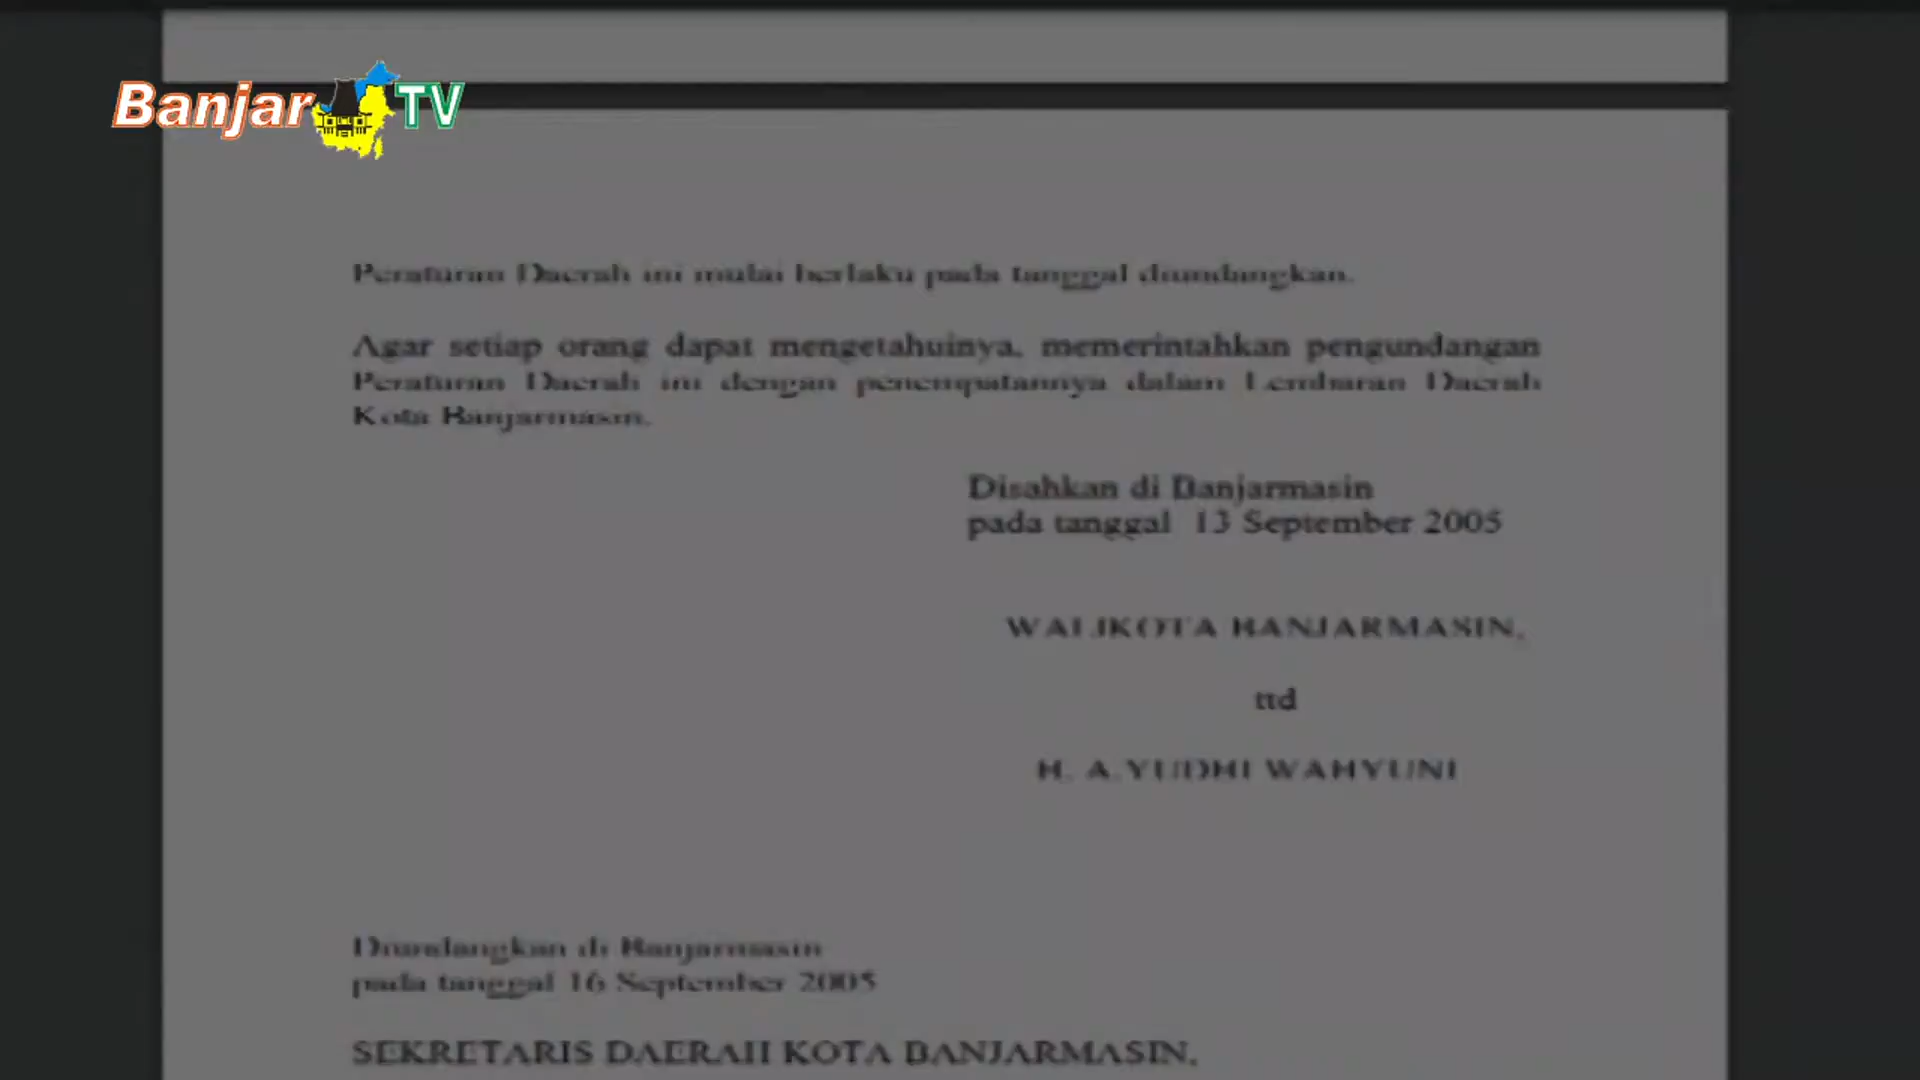 Banjar TV
Peraturan Daerah ini mulai berlaku pada tanggal diundangkan.
Agar setiap orang dapat mengetahuinya, memerintahkan pengundangan
Peraturan Daerah ini dengan penempatannya dalam Lembaran Daerah
Kota Banjarmasin.
Disahkan di Banjarmasin
pada tanggal 13 September 2005
WALIKOTA BANJARMASIN,
ttd
H. A.YUDHI WAHYUNI
Diundangkan di Banjarmasin
pada tanggal 16 September 2005
SEKRETARIS DAERAH KOTA BANJARMASIN,